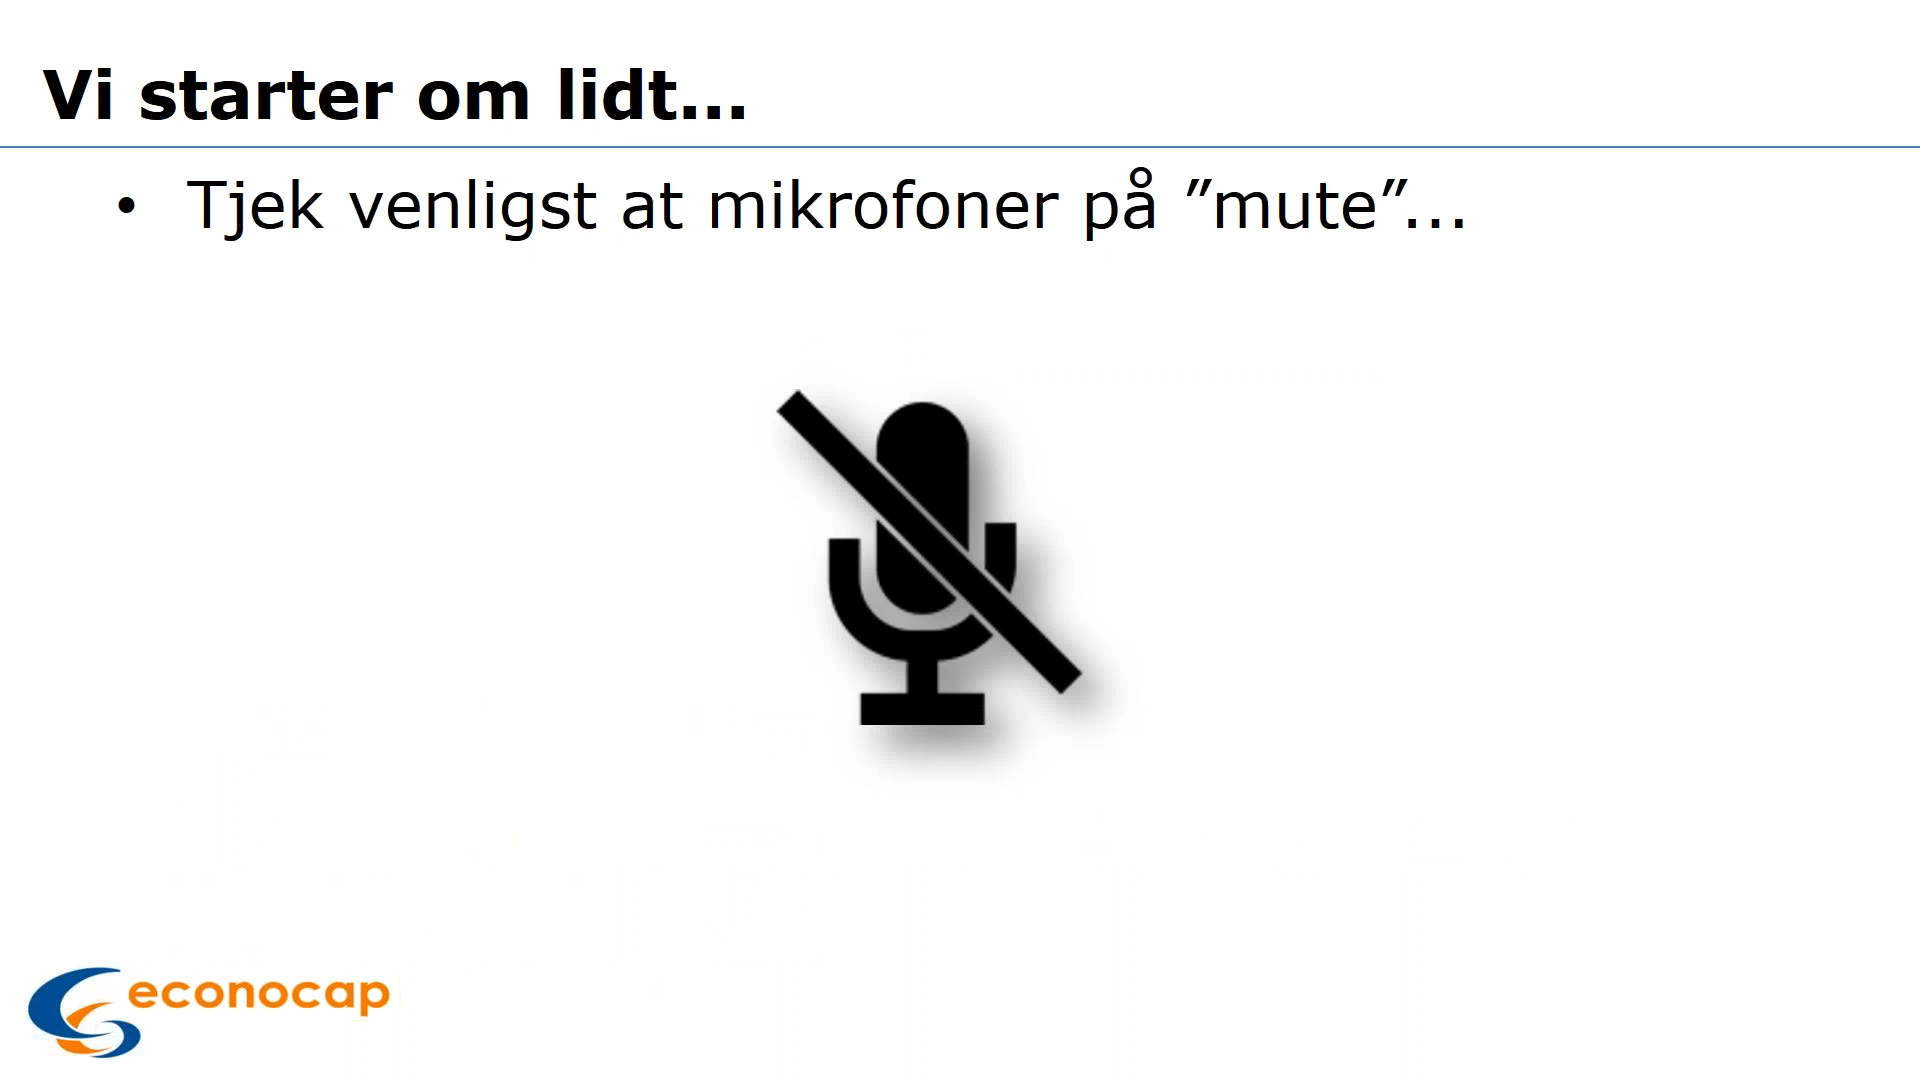 Vi starter om lidt...
• Tjek venligst at mikrofoner på ”mute”...
econocap